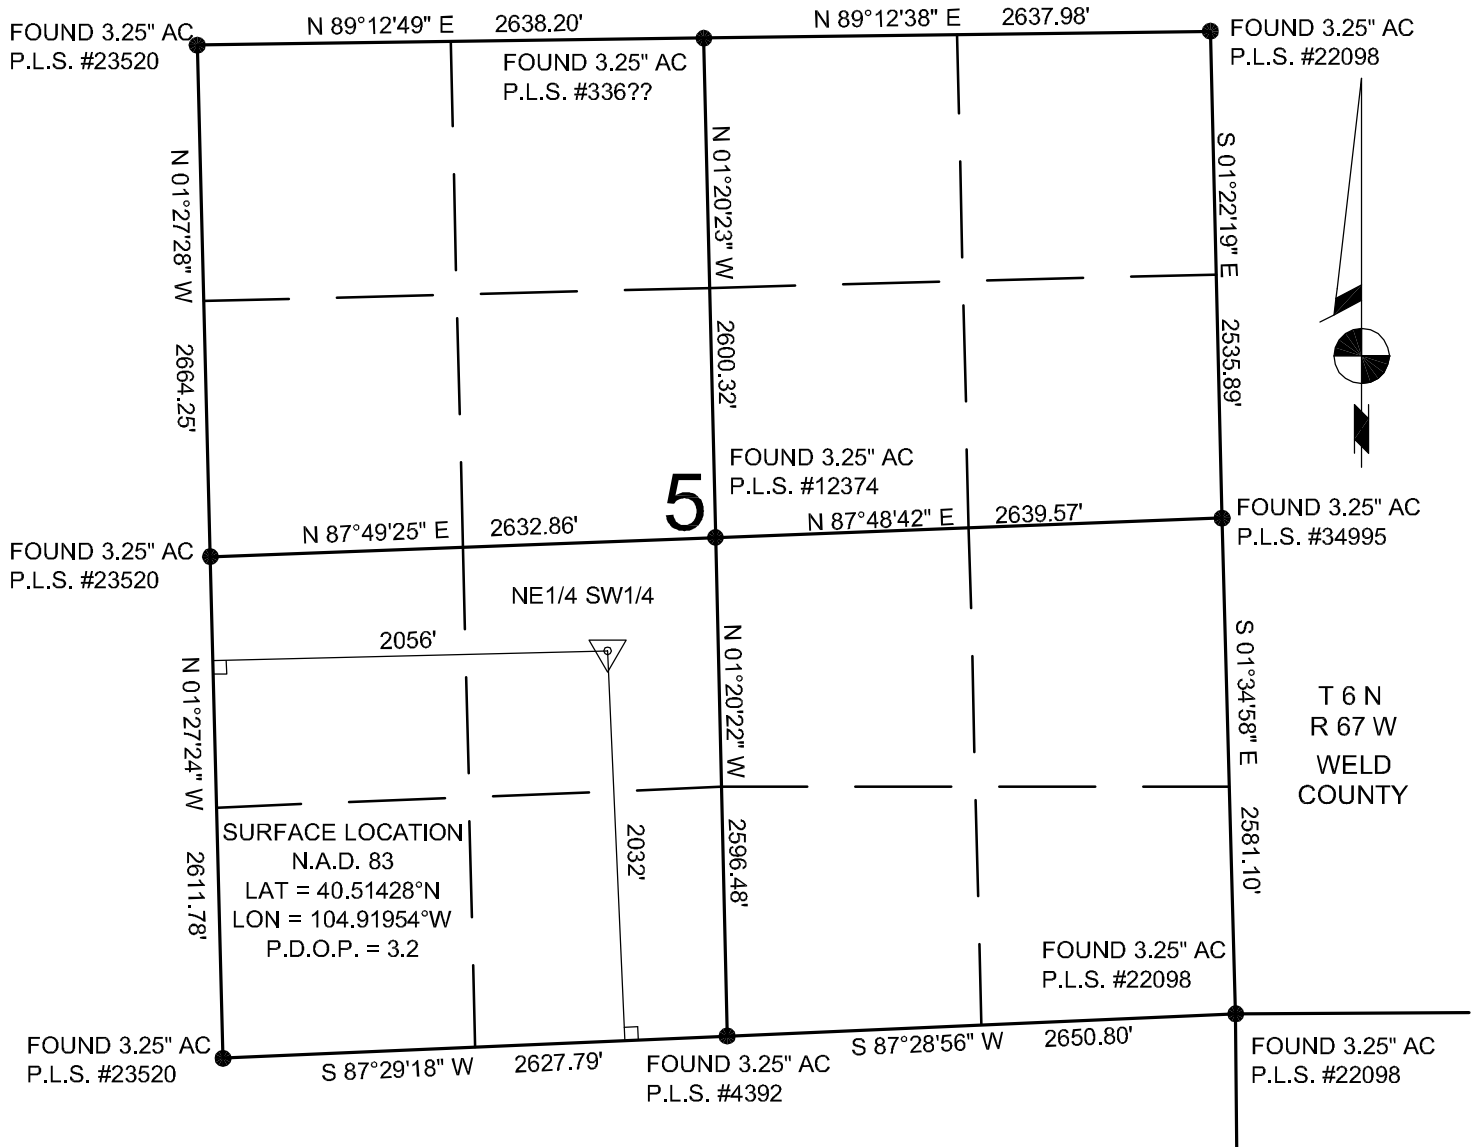 FOUND 3.25" AC
P.L.S. #23520
N 89°12'49" E 2638.20'
FOUND 3.25" AC
P.L.S. #336??
N 89°12'38" E 2637.98'
FOUND 3.25" AC
P.L.S. #22098
N 01°27'28" W 2664.25'
N 01°20'23" W 2600.32'
S 01°22'19" E 2535.89'
FOUND 3.25" AC
P.L.S. #12374
5
FOUND 3.25" AC
P.L.S. #23520
N 87°49'25" E 2632.86'
N 87°48'42" E 2639.57'
FOUND 3.25" AC
P.L.S. #34995
NE1/4 SW1/4
2056'
N 01°27'24" W 2611.78'
2032'
N 01°20'22" W 2596.48'
S 01°34'58" E 2581.10'
T 6 N
R 67 W
WELD
COUNTY
SURFACE LOCATION
N.A.D. 83
LAT = 40.51428°N
LON = 104.91954°W
P.D.O.P. = 3.2
FOUND 3.25" AC
P.L.S. #22098
FOUND 3.25" AC
P.L.S. #23520
S 87°29'18" W 2627.79'
FOUND 3.25" AC
P.L.S. #4392
S 87°28'56" W 2650.80'
FOUND 3.25" AC
P.L.S. #22098